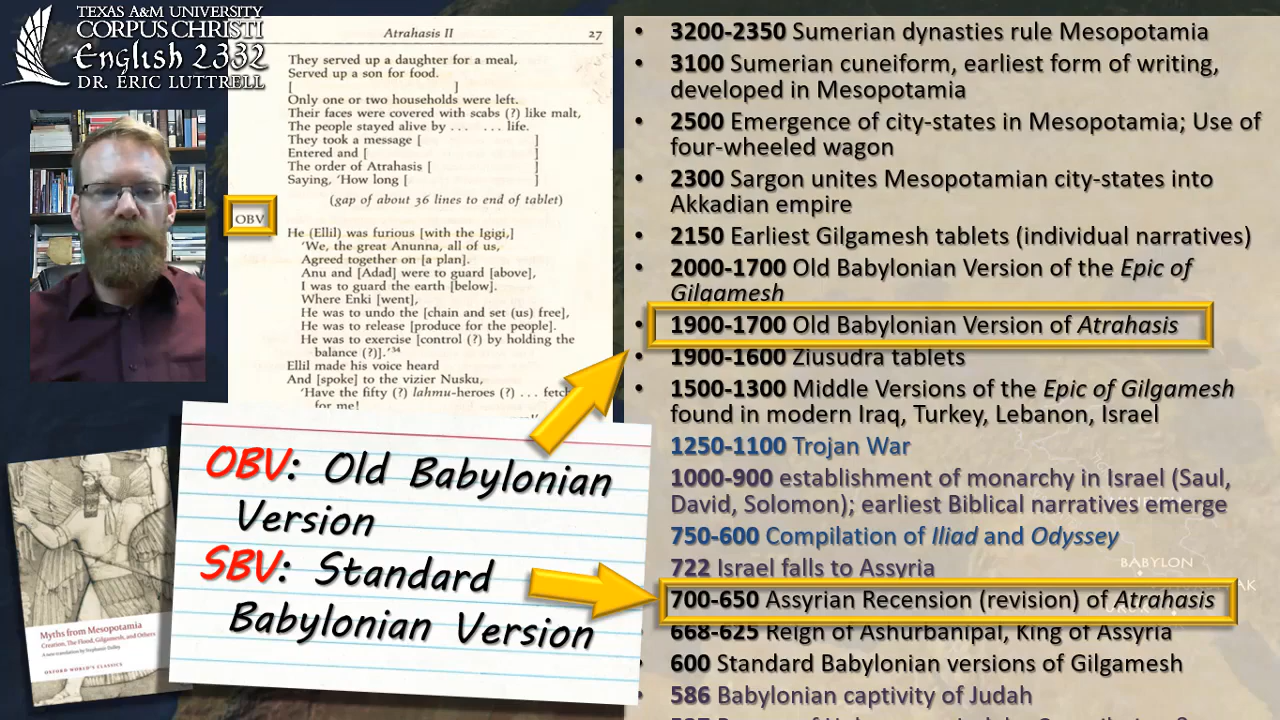 TEXAS A&M UNIVERSITY
CORPUS CHRISTI
English 2332
DR. ERIC LUTTRELL
Atrahasis II 27
They served up a daughter for a meal,
Served up a son for food.
[ ]
Only one or two households were left.
Their faces were covered with scabs (?) like malt,
The people stayed alive by . . . . . . life.
They took a message [ ]
Entered and [ ]
The order of Atrahasis [ ]
Saying, 'How long [ ]
(gap of about 36 lines to end of tablet)
OBV
He (Ellil) was furious [with the Igigi,]
'We, the great Anunna, all of us,
Agreed together on [a plan].
Anu and [Adad] were to guard [above],
I was to guard the earth [below].
Where Enki [went],
He was to undo the [chain and set (us) free],
He was to release [produce for the people].
He was to exercise [control (?) by holding the
balance (?)].'³⁴
Ellil made his voice heard
And [spoke] to the vizier Nusku,
'Have the fifty (?) lahmu-heroes (?) . . . fetch
for me!
OBV: Old Babylonian
Version
SBV: Standard
Babylonian Version
Myths from Mesopotamia
Creation, The Flood, Gilgamesh, and Others
A new translation by Stephanie Dalley
OXFORD WORLD'S CLASSICS
• 3200-2350 Sumerian dynasties rule Mesopotamia
• 3100 Sumerian cuneiform, earliest form of writing,
developed in Mesopotamia
• 2500 Emergence of city-states in Mesopotamia; Use of
four-wheeled wagon
• 2300 Sargon unites Mesopotamian city-states into
Akkadian empire
• 2150 Earliest Gilgamesh tablets (individual narratives)
• 2000-1700 Old Babylonian Version of the Epic of
Gilgamesh
• 1900-1700 Old Babylonian Version of Atrahasis
• 1900-1600 Ziusudra tablets
• 1500-1300 Middle Versions of the Epic of Gilgamesh
found in modern Iraq, Turkey, Lebanon, Israel
1250-1100 Trojan War
1000-900 establishment of monarchy in Israel (Saul,
David, Solomon); earliest Biblical narratives emerge
750-600 Compilation of Iliad and Odyssey
722 Israel falls to Assyria
700-650 Assyrian Recension (revision) of Atrahasis
• 668-625 Reign of Ashurbanipal, King of Assyria
600 Standard Babylonian versions of Gilgamesh
• 586 Babylonian captivity of Judah
BABYLON